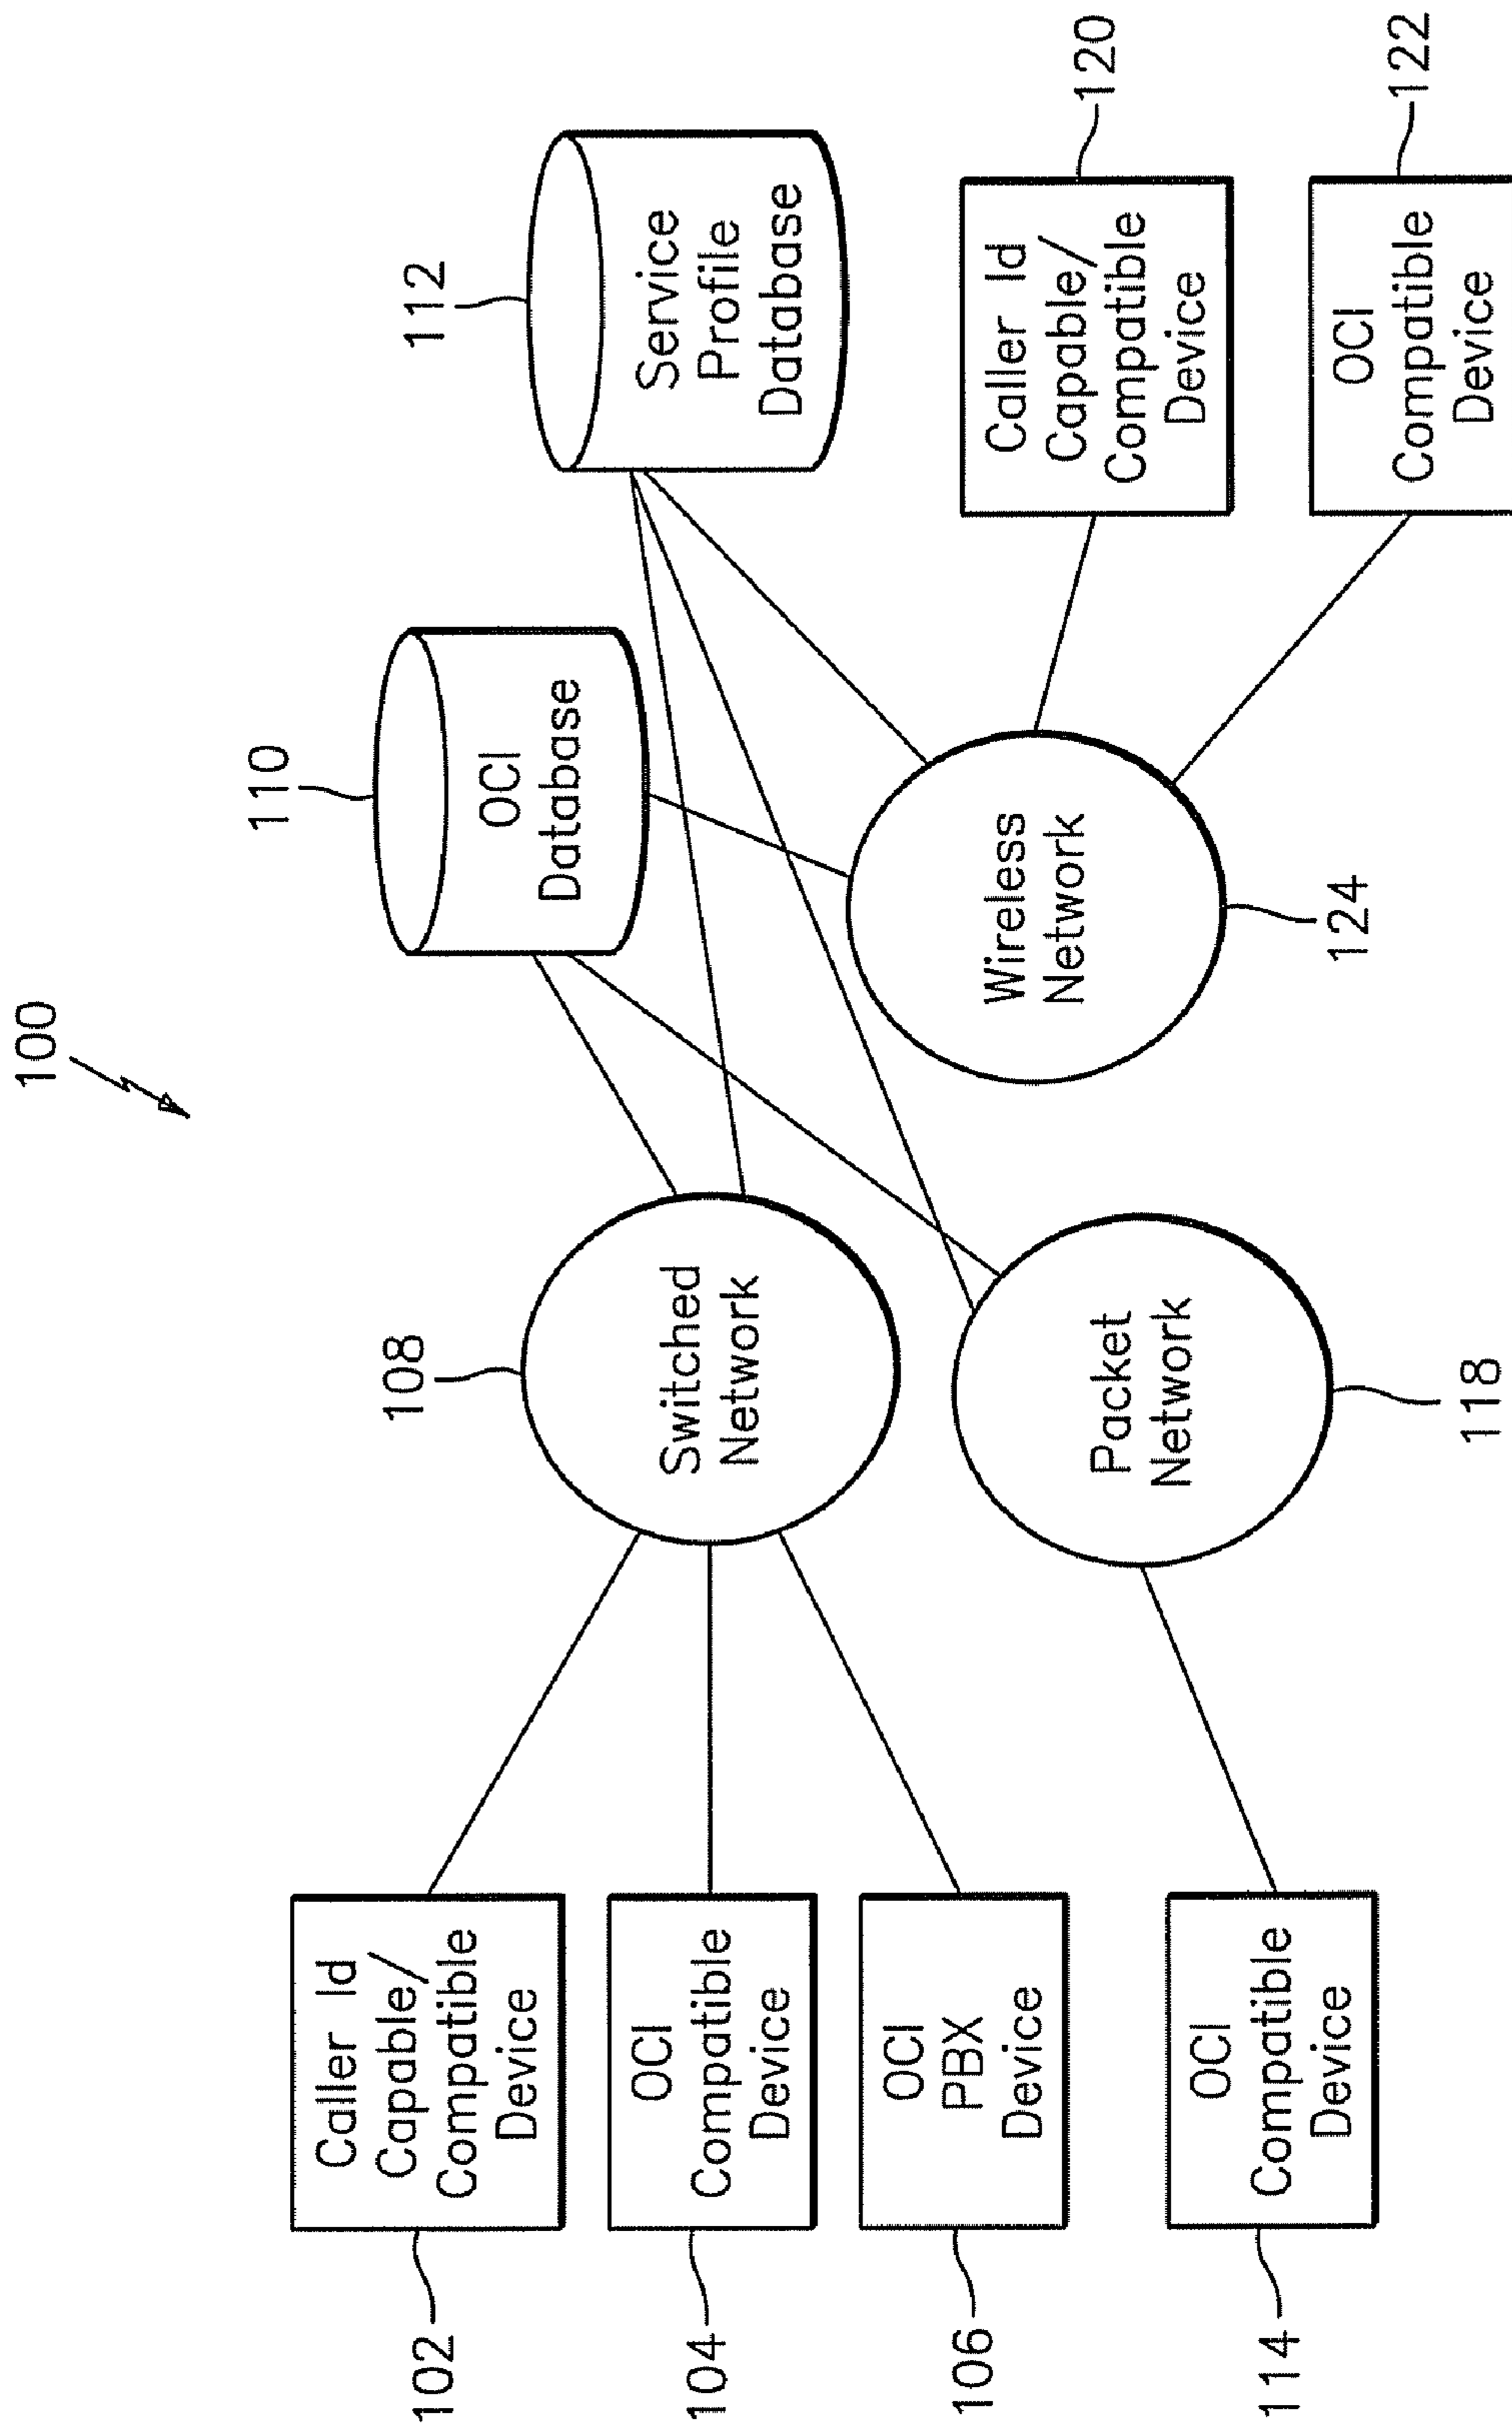 100
110
OCI
Database
112
Service
Profile
Database
108
Switched
Network
102
Caller Id
Capable/
Compatible
Device
104
OCI
Compatible
Device
106
OCI
PBX
Device
114
OCI
Compatible
Device
Packet
Network
118
Wireless
Network
124
Caller Id
Capable/
Compatible
Device
120
OCI
Compatible
Device
122